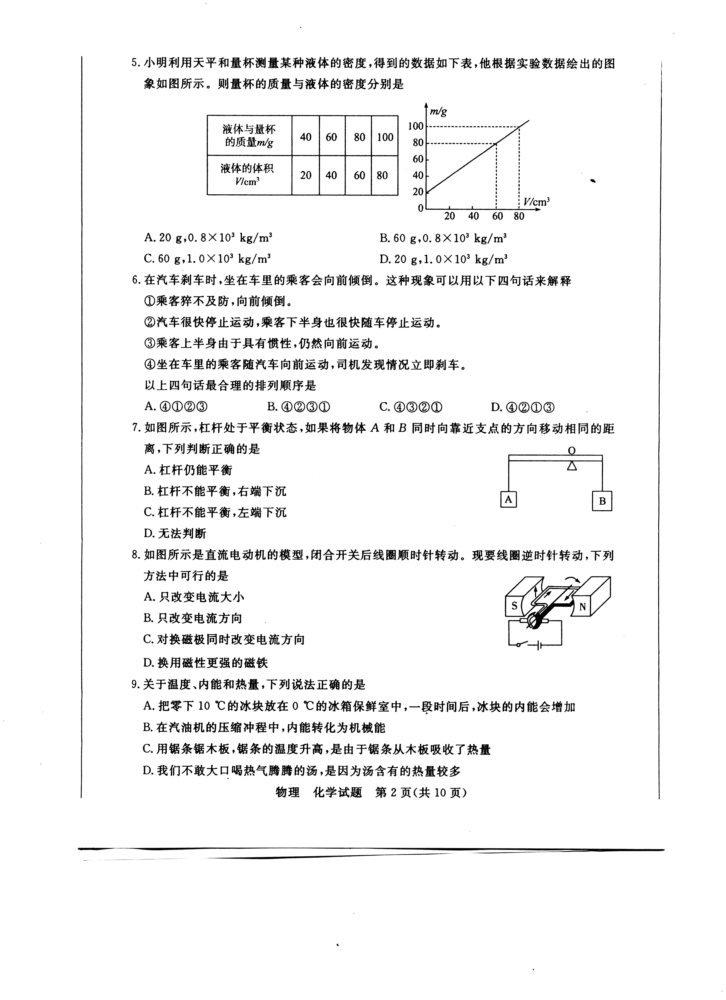 5. 小明利用天平和量杯测量某种液体的密度,得到的数据如下表,他根据实验数据绘出的图
象如图所示。则量杯的质量与液体的密度分别是
液体与量杯
的质量m/g
40 60 80 100
液体的体积
V/cm³
20 40 60 80
m/g
100
80
60
40
20
0
V/cm³
20 40 60 80
A. 20 g,0.8×10³ kg/m³
B. 60 g,0.8×10³ kg/m³
C. 60 g,1.0×10³ kg/m³
D. 20 g,1.0×10³ kg/m³
6. 在汽车刹车时,坐在车里的乘客会向前倾倒。这种现象可以用以下四句话来解释
①乘客猝不及防,向前倾倒。
②汽车很快停止运动,乘客下半身也很快随车停止运动。
③乘客上半身由于具有惯性,仍然向前运动。
④坐在车里的乘客随汽车向前运动,司机发现情况立即刹车。
以上四句话最合理的排列顺序是
A. ④①②③ B. ④②③① C. ④③②① D. ④②①③
7. 如图所示,杠杆处于平衡状态,如果将物体 A 和 B 同时向靠近支点的方向移动相同的距
离,下列判断正确的是
A. 杠杆仍能平衡
B. 杠杆不能平衡,右端下沉
C. 杠杆不能平衡,左端下沉
D. 无法判断
O
A
B
8. 如图所示是直流电动机的模型,闭合开关后线圈顺时针转动。现要线圈逆时针转动,下列
方法中可行的是
A. 只改变电流大小
B. 只改变电流方向
C. 对换磁极同时改变电流方向
D. 换用磁性更强的磁铁
S
N
9. 关于温度、内能和热量,下列说法正确的是
A. 把零下 10 ℃的冰块放在 0 ℃的冰箱保鲜室中,一段时间后,冰块的内能会增加
B. 在汽油机的压缩冲程中,内能转化为机械能
C. 用锯条锯木板,锯条的温度升高,是由于锯条从木板吸收了热量
D. 我们不敢大口喝热气腾腾的汤,是因为汤含有的热量较多
物理 化学试题 第 2 页(共 10 页)